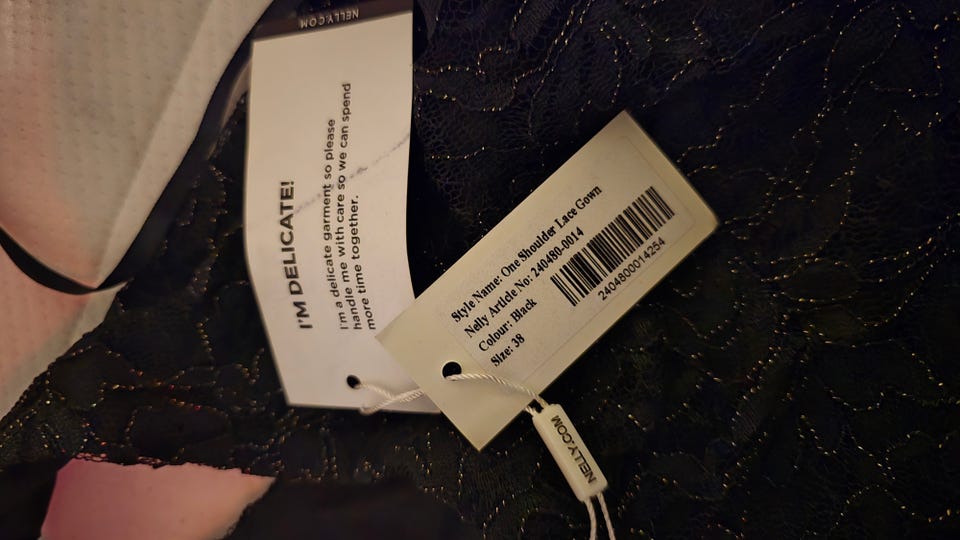 NELLY.COM
I'M DELICATE!
I'm a delicate garment so please
handle me with care so we can spend
more time together.
Style Name: One Shoulder Lace Gown
Nelly Article No: 240480-0014
Colour: Black
Size: 38
2404800014254
NELLY.COM